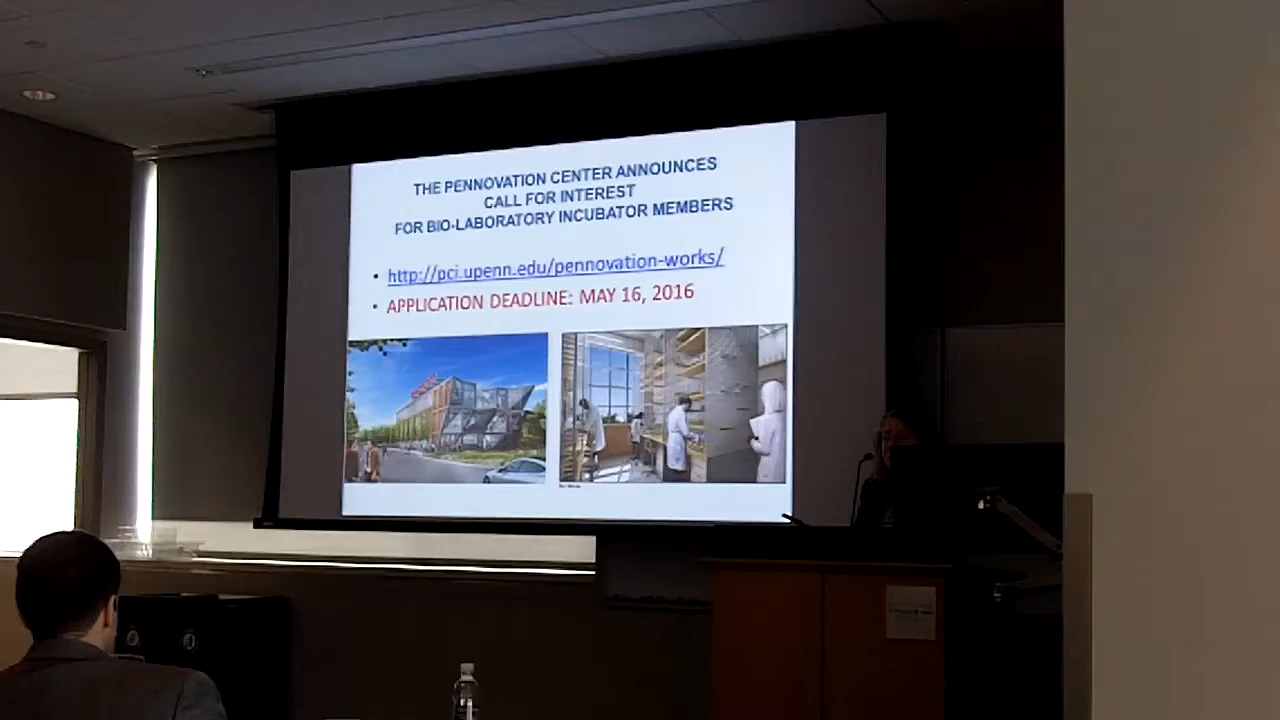 THE PENNOVATION CENTER ANNOUNCES
CALL FOR INTEREST
FOR BIO-LABORATORY INCUBATOR MEMBERS
• http://pci.upenn.edu/pennovation-works/
• APPLICATION DEADLINE: MAY 16, 2016